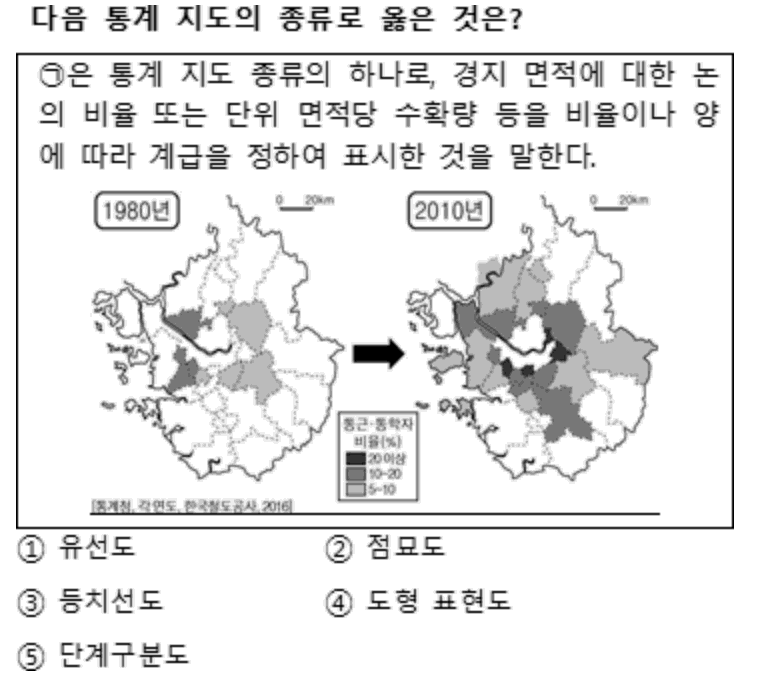 다음 통계 지도의 종류로 옳은 것은?
㉠은 통계 지도 종류의 하나로, 경지 면적에 대한 논
의 비율 또는 단위 면적당 수확량 등을 비율이나 양
에 따라 계급을 정하여 표시한 것을 말한다.
1980년
0 20km
2010년
0 20km
통근·통학자
비율(%)
20 이상
10~20
5~10
[통계청, 각 연도, 한국철도공사, 2016]
① 유선도
② 점묘도
③ 등치선도
④ 도형 표현도
⑤ 단계구분도